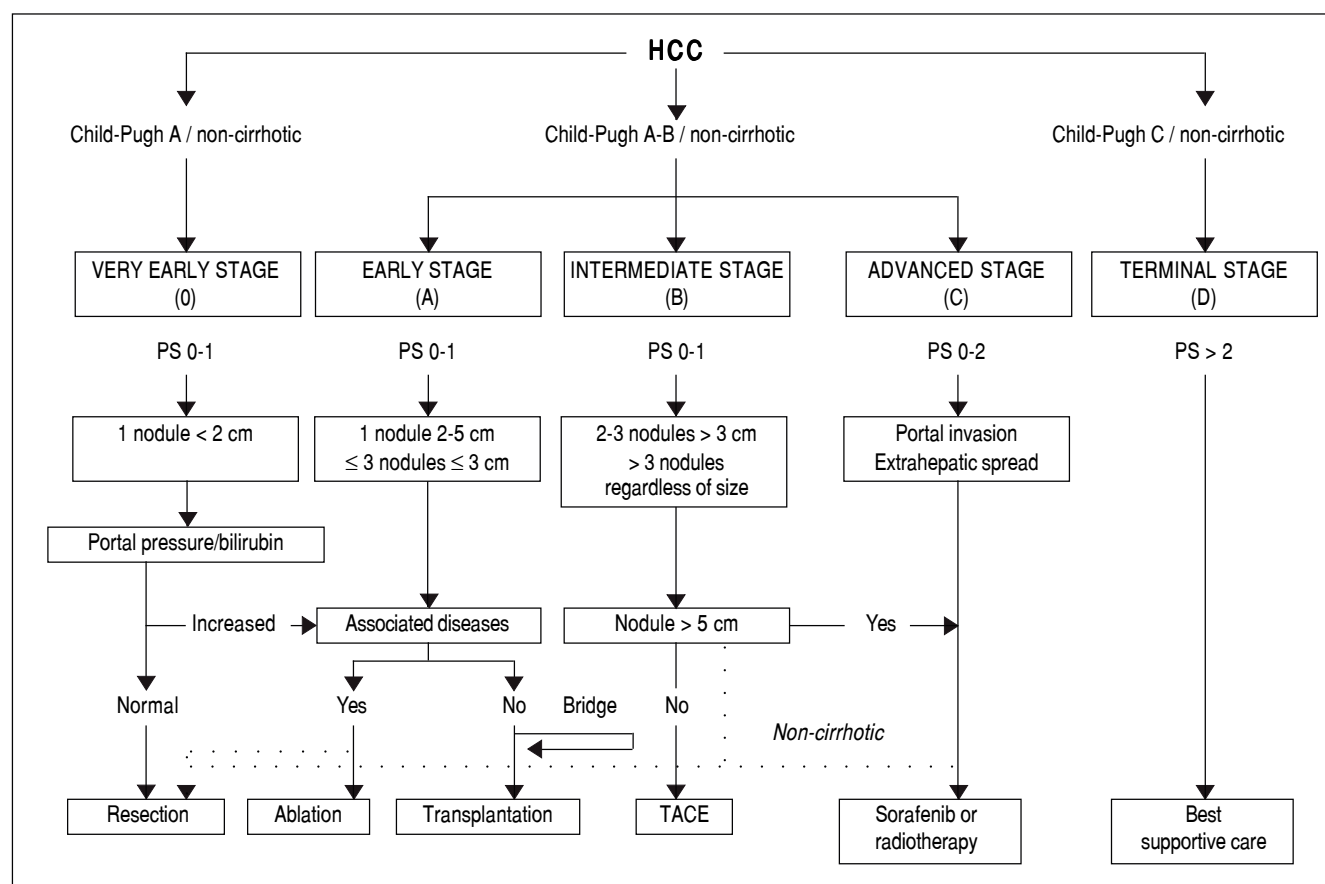 HCC
Child-Pugh A / non-cirrhotic
Child-Pugh A-B / non-cirrhotic
Child-Pugh C / non-cirrhotic
VERY EARLY STAGE
(0)
EARLY STAGE
(A)
INTERMEDIATE STAGE
(B)
ADVANCED STAGE
(C)
TERMINAL STAGE
(D)
PS 0-1
PS 0-1
PS 0-1
PS 0-2
PS > 2
1 nodule < 2 cm
1 nodule 2-5 cm
≤ 3 nodules ≤ 3 cm
2-3 nodules > 3 cm
> 3 nodules
regardless of size
Portal invasion
Extrahepatic spread
Portal pressure/bilirubin
Increased
Associated diseases
Nodule > 5 cm
Yes
Normal
Yes
No
Bridge
No
Non-cirrhotic
Resection
Ablation
Transplantation
TACE
Sorafenib or
radiotherapy
Best
supportive care